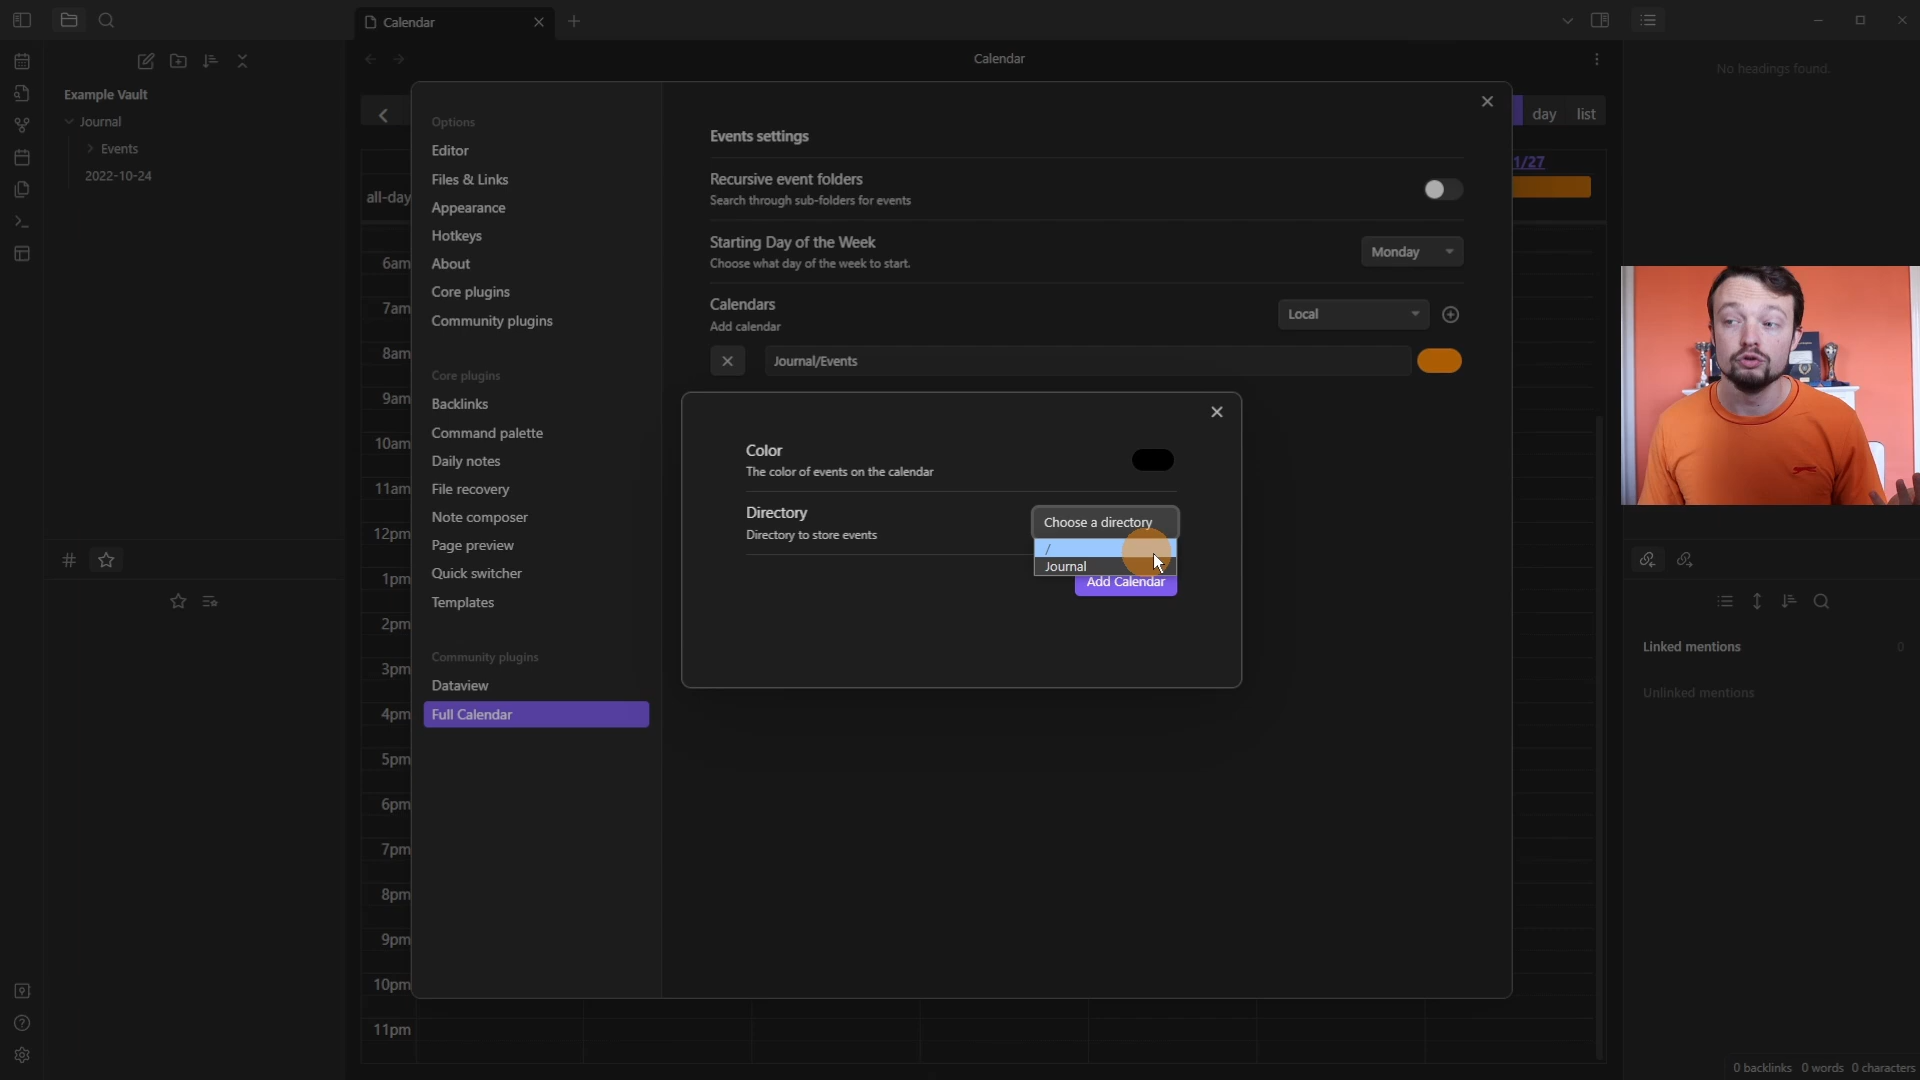 Calendar
Calendar
No headings found.
Example Vault
Journal
Events
2022-10-24
day
list
1/27
all-day
6am
7am
8am
9am
10am
11am
12pm
1pm
2pm
3pm
4pm
5pm
6pm
7pm
8pm
9pm
10pm
11pm
Options
Editor
Files & Links
Appearance
Hotkeys
About
Core plugins
Community plugins
Core plugins
Backlinks
Command palette
Daily notes
File recovery
Note composer
Page preview
Quick switcher
Templates
Community plugins
Dataview
Full Calendar
Events settings
Recursive event folders
Search through sub-folders for events
Starting Day of the Week
Choose what day of the week to start.
Monday
Calendars
Add calendar
Local
Journal/Events
Color
The color of events on the calendar
Directory
Directory to store events
Choose a directory
/
Journal
Add Calendar
Linked mentions
0
Unlinked mentions
0 backlinks 0 words 0 characters